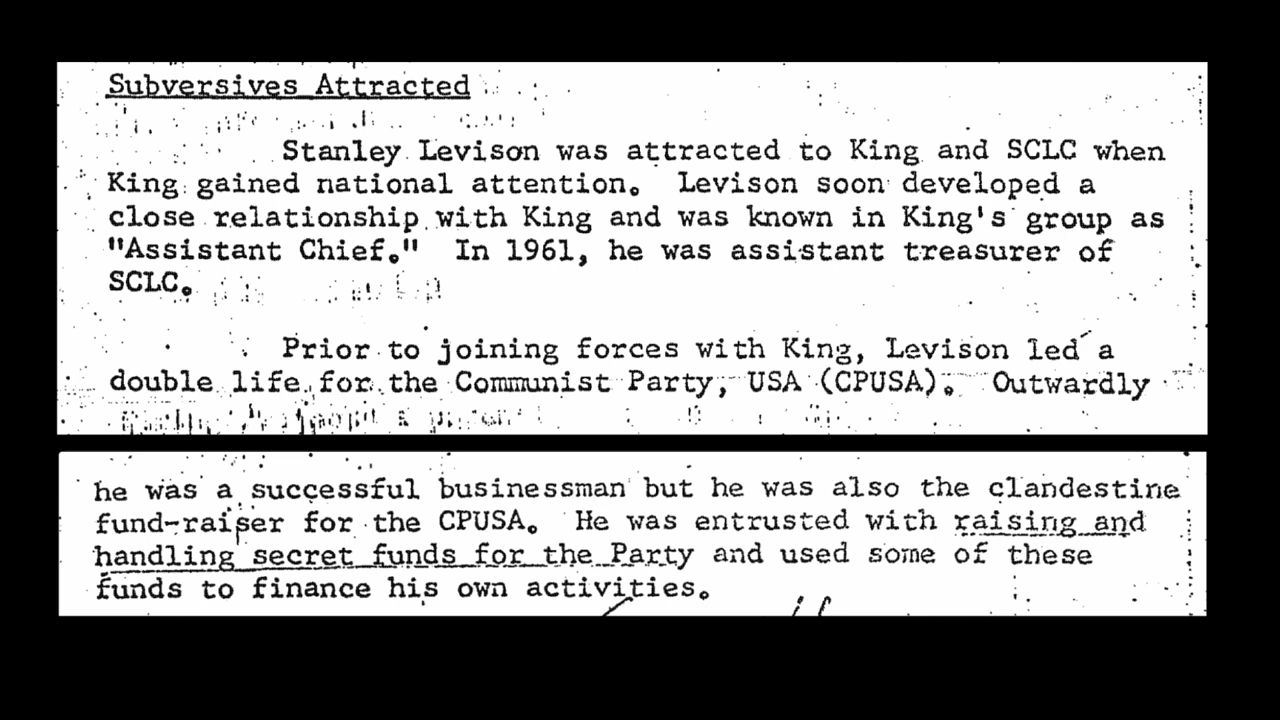 Subversives Attracted
Stanley Levison was attracted to King and SCLC when
King gained national attention. Levison soon developed a
close relationship with King and was known in King's group as
"Assistant Chief." In 1961, he was assistant treasurer of
SCLC.
Prior to joining forces with King, Levison led a
double life for the Communist Party, USA (CPUSA). Outwardly
he was a successful businessman but he was also the clandestine
fund-raiser for the CPUSA. He was entrusted with raising and
handling secret funds for the Party and used some of these
funds to finance his own activities.